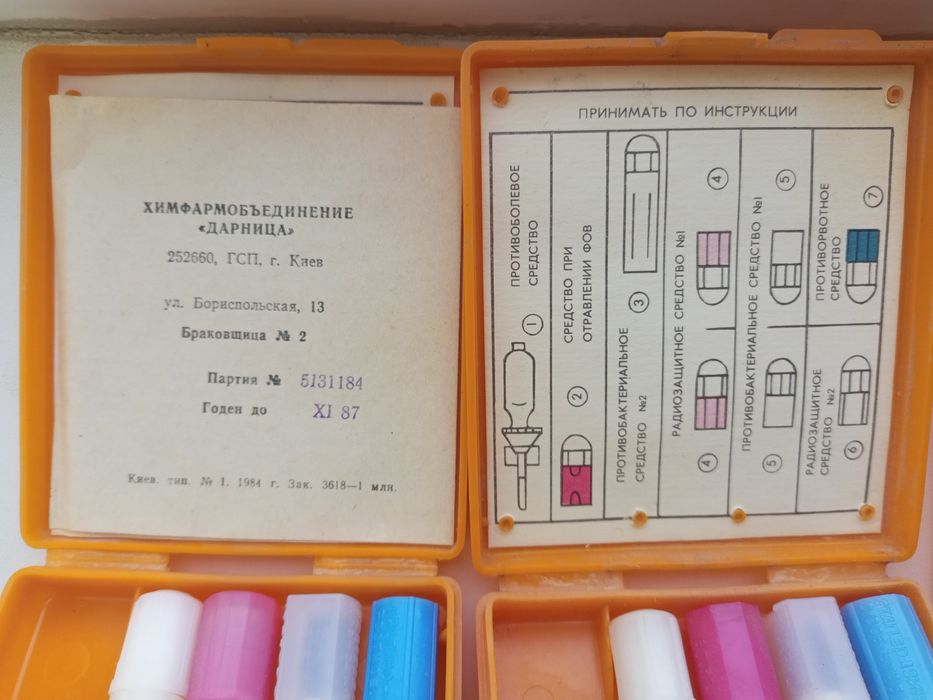 ХИМФАРМОБЪЕДИНЕНИЕ
«ДАРНИЦА»
252660, ГСП, г. Киев
ул. Бориспольская, 13
Браковщица № 2
Партия № 5131184
Годен до XI 87
Киев. тип. № 1. 1984 г. Зак. 3618—1 млн.
ПРИНИМАТЬ ПО ИНСТРУКЦИИ
ПРОТИВОБОЛЕВОЕ
СРЕДСТВО
1
СРЕДСТВО ПРИ
ОТРАВЛЕНИИ ФОВ
2
ПРОТИВОБАКТЕРИАЛЬНОЕ
СРЕДСТВО №2
3
РАДИОЗАЩИТНОЕ СРЕДСТВО №1
4
4
ПРОТИВОБАКТЕРИАЛЬНОЕ СРЕДСТВО №1
5
5
РАДИОЗАЩИТНОЕ
СРЕДСТВО №2
6
ПРОТИВОРВОТНОЕ
СРЕДСТВО
7